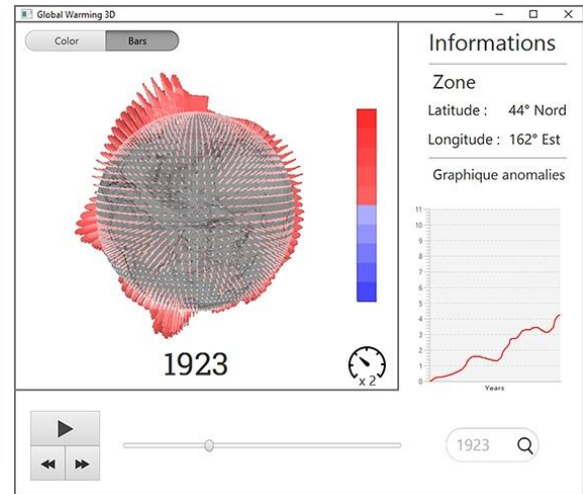 Global Warming 3D
Color Bars
Informations
Zone
Latitude : 44° Nord
Longitude : 162° Est
Graphique anomalies
11
10
9
8
7
6
5
4
3
2
1
0
Years
1923
x 2
1923